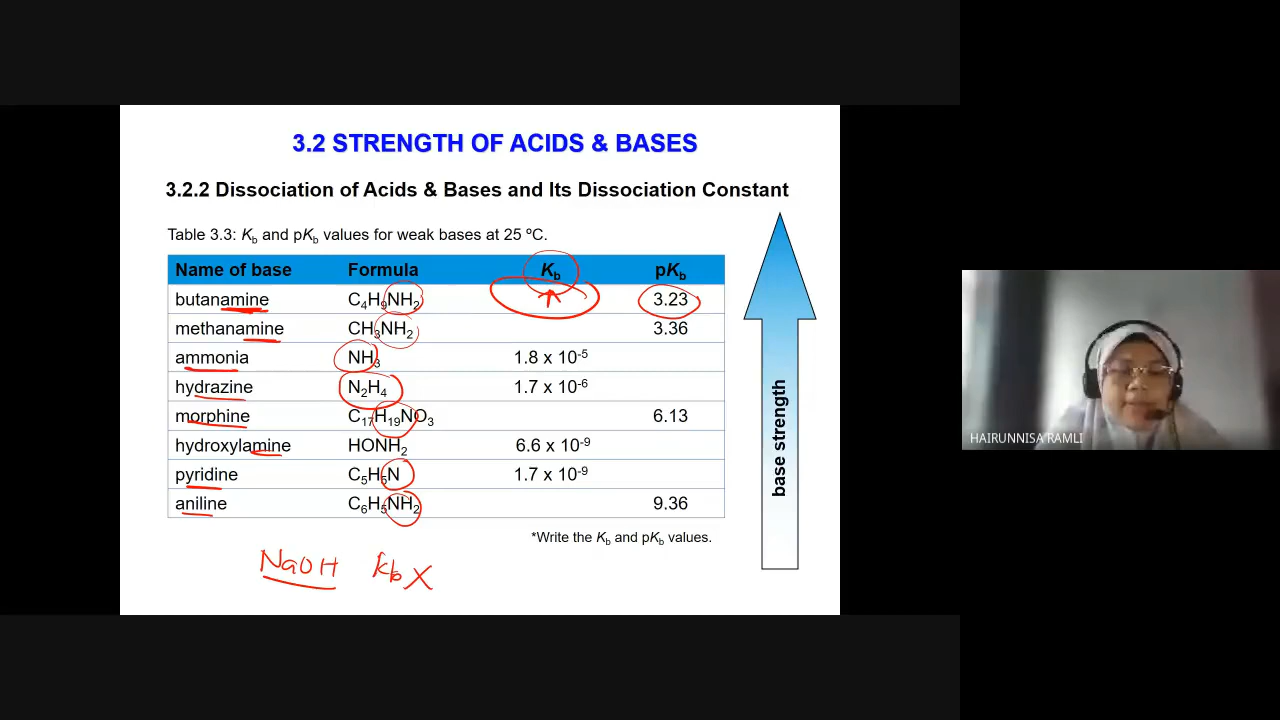 3.2 STRENGTH OF ACIDS & BASES
3.2.2 Dissociation of Acids & Bases and Its Dissociation Constant
Table 3.3: Kb and pKb values for weak bases at 25 ºC.
Name of base Formula Kb pKb
butanamine C4H9NH2 3.23
methanamine CH3NH2 3.36
ammonia NH3 1.8 x 10-5
hydrazine N2H4 1.7 x 10-6
morphine C17H19NO3 6.13
hydroxylamine HONH2 6.6 x 10-9
pyridine C5H5N 1.7 x 10-9
aniline C6H5NH2 9.36
*Write the Kb and pKb values.
NaOH Kb X
base strength
HAIRUNNISA RAMLI